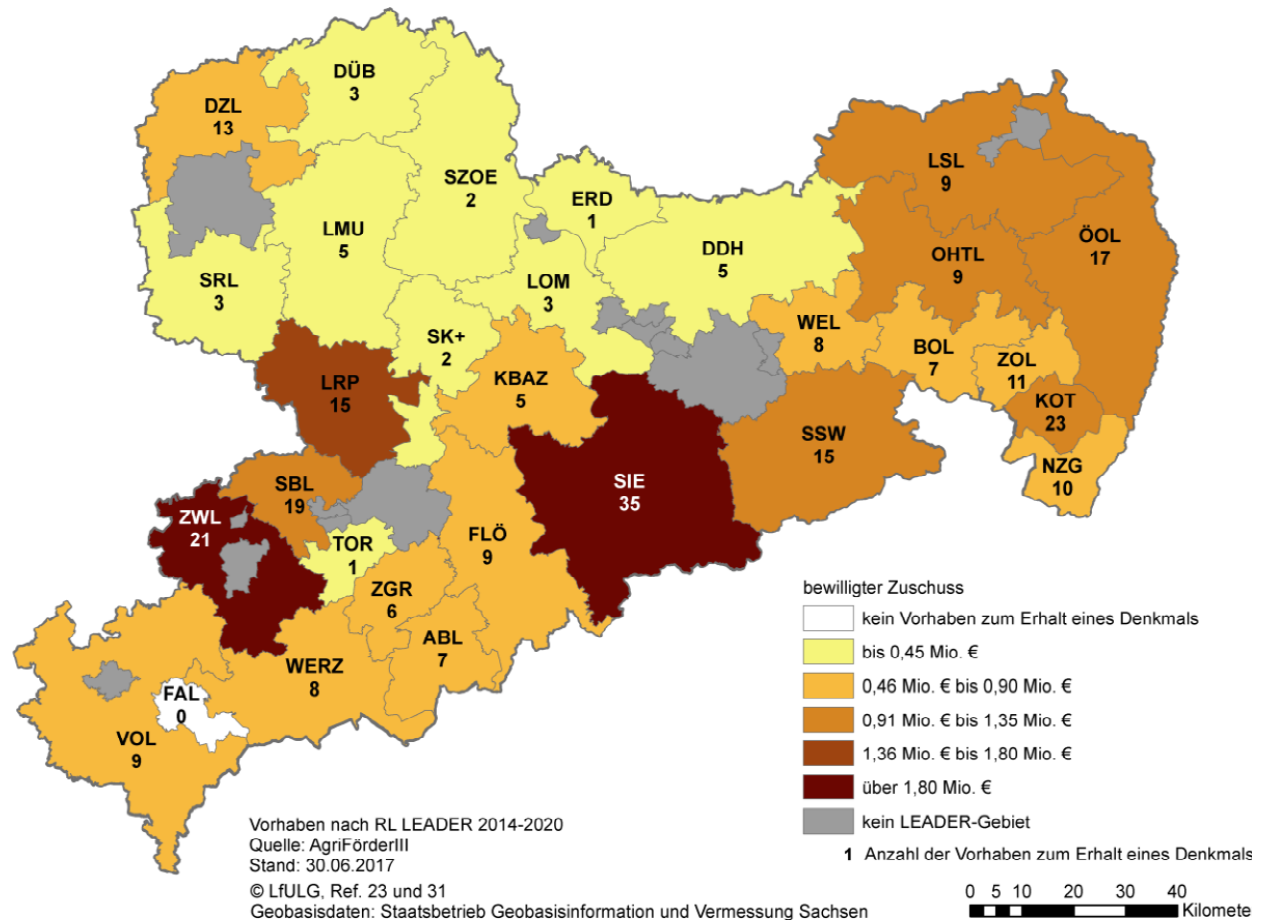 DÜB
3
DZL
13
SZOE
2
ERD
1
LSL
9
LMU
5
DDH
5
OHTL
9
ÖOL
17
SRL
3
LOM
3
WEL
8
SK+
2
BOL
7
ZOL
11
LRP
15
KBAZ
5
KOT
23
SSW
15
NZG
10
SBL
19
SIE
35
ZWL
21
TOR
1
FLÖ
9
ZGR
6
ABL
7
WERZ
8
FAL
0
VOL
9
bewilligter Zuschuss
kein Vorhaben zum Erhalt eines Denkmals
bis 0,45 Mio. €
0,46 Mio. € bis 0,90 Mio. €
0,91 Mio. € bis 1,35 Mio. €
1,36 Mio. € bis 1,80 Mio. €
über 1,80 Mio. €
kein LEADER-Gebiet
1 Anzahl der Vorhaben zum Erhalt eines Denkmals
Vorhaben nach RL LEADER 2014-2020
Quelle: AgriFörderIII
Stand: 30.06.2017
© LfULG, Ref. 23 und 31
Geobasisdaten: Staatsbetrieb Geobasisinformation und Vermessung Sachsen
0 5 10 20 30 40
Kilomete